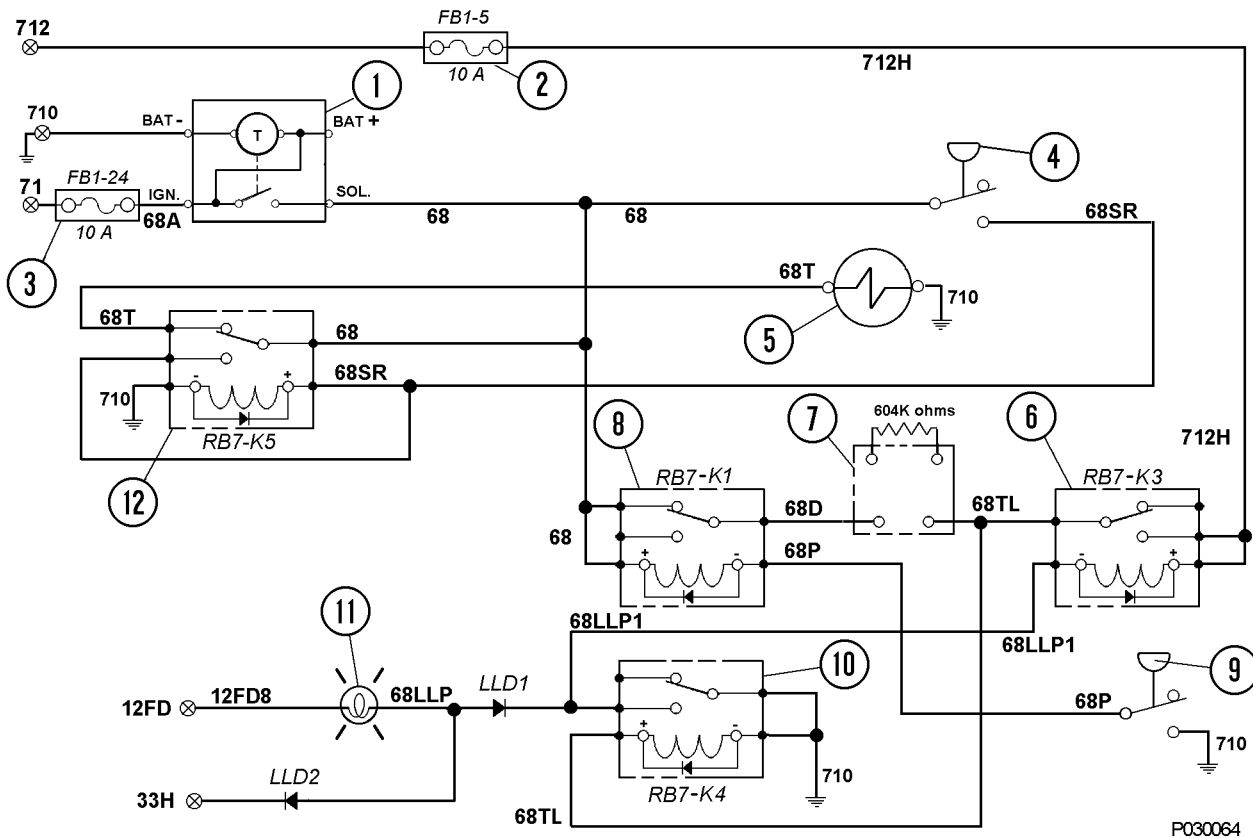 712
FB1-5
10 A
2
712H
1
710
BAT -
T
BAT +
4
71
FB1-24
IGN.
68A
10 A
SOL.
68
68
68SR
3
68T
5
710
68T
68
- +
68SR
710
RB7-K5
12
8
7
604K ohms
6
712H
RB7-K1
RB7-K3
68
68D
68TL
68P
+ -
- +
11
68LLP1
68LLP1
10
9
12FD
12FD8
68LLP
LLD1
68P
+ -
710
33H
LLD2
RB7-K4
710
68TL
P030064